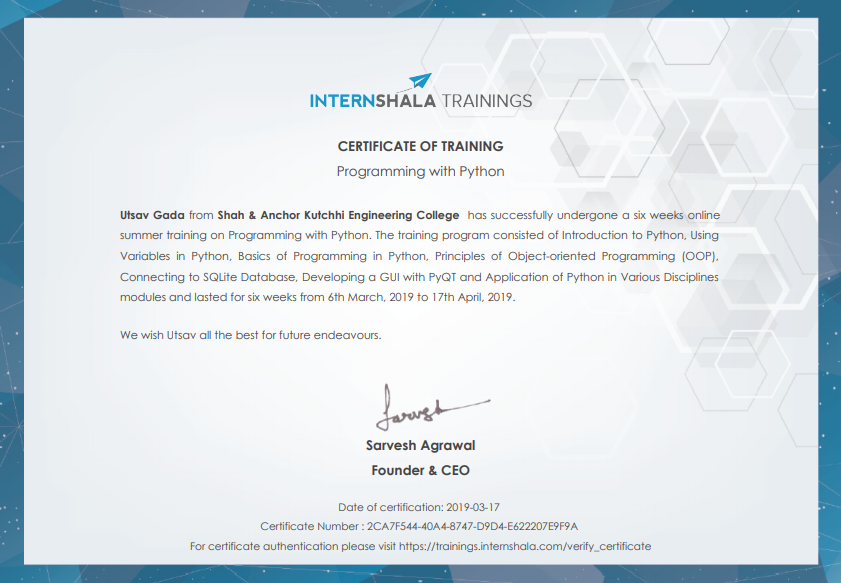 INTERNSHALA TRAININGS
CERTIFICATE OF TRAINING
Programming with Python
Utsav Gada from Shah & Anchor Kutchhi Engineering College has successfully undergone a six weeks online
summer training on Programming with Python. The training program consisted of Introduction to Python, Using
Variables in Python, Basics of Programming in Python, Principles of Object-oriented Programming (OOP),
Connecting to SQLite Database, Developing a GUI with PyQT and Application of Python in Various Disciplines
modules and lasted for six weeks from 6th March, 2019 to 17th April, 2019.
We wish Utsav all the best for future endeavours.
Sarvesh
Sarvesh Agrawal
Founder & CEO
Date of certification: 2019-03-17
Certificate Number : 2CA7F544-40A4-8747-D9D4-E622207E9F9A
For certificate authentication please visit https://trainings.internshala.com/verify_certificate